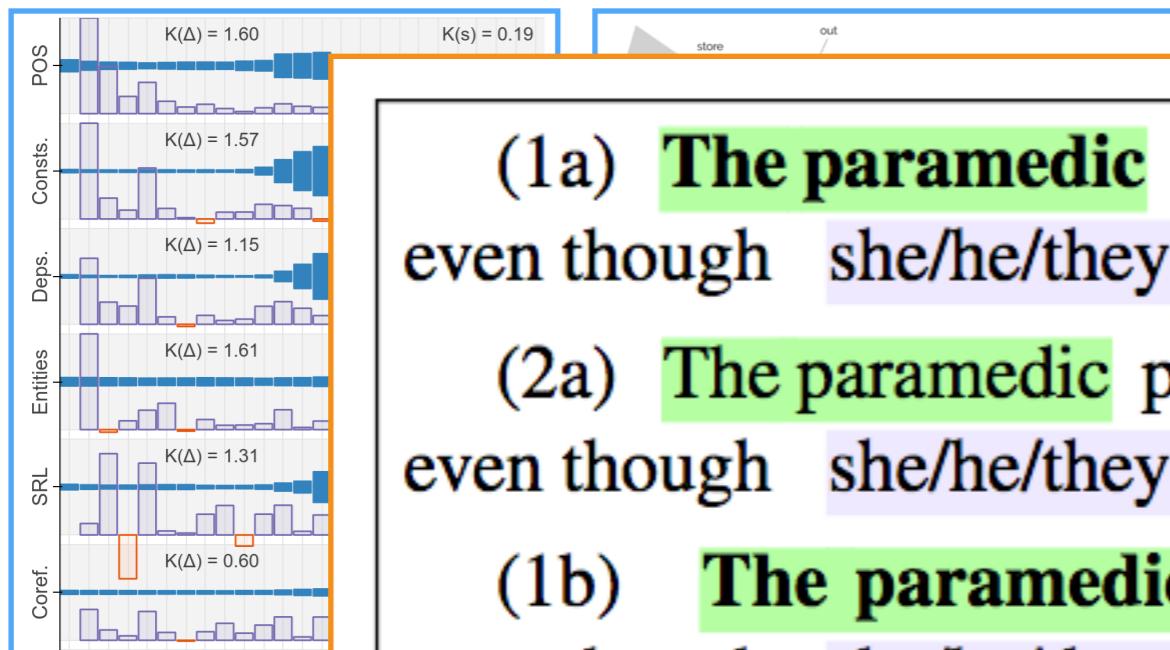 POS
K(Δ) = 1.60
K(s) = 0.19
Consts.
K(Δ) = 1.57
Deps.
K(Δ) = 1.15
Entities
K(Δ) = 1.61
SRL
K(Δ) = 1.31
Coref.
K(Δ) = 0.60
store
out
(1a) The paramedic
even though she/he/they
(2a) The paramedic p
even though she/he/they
(1b) The paramedic